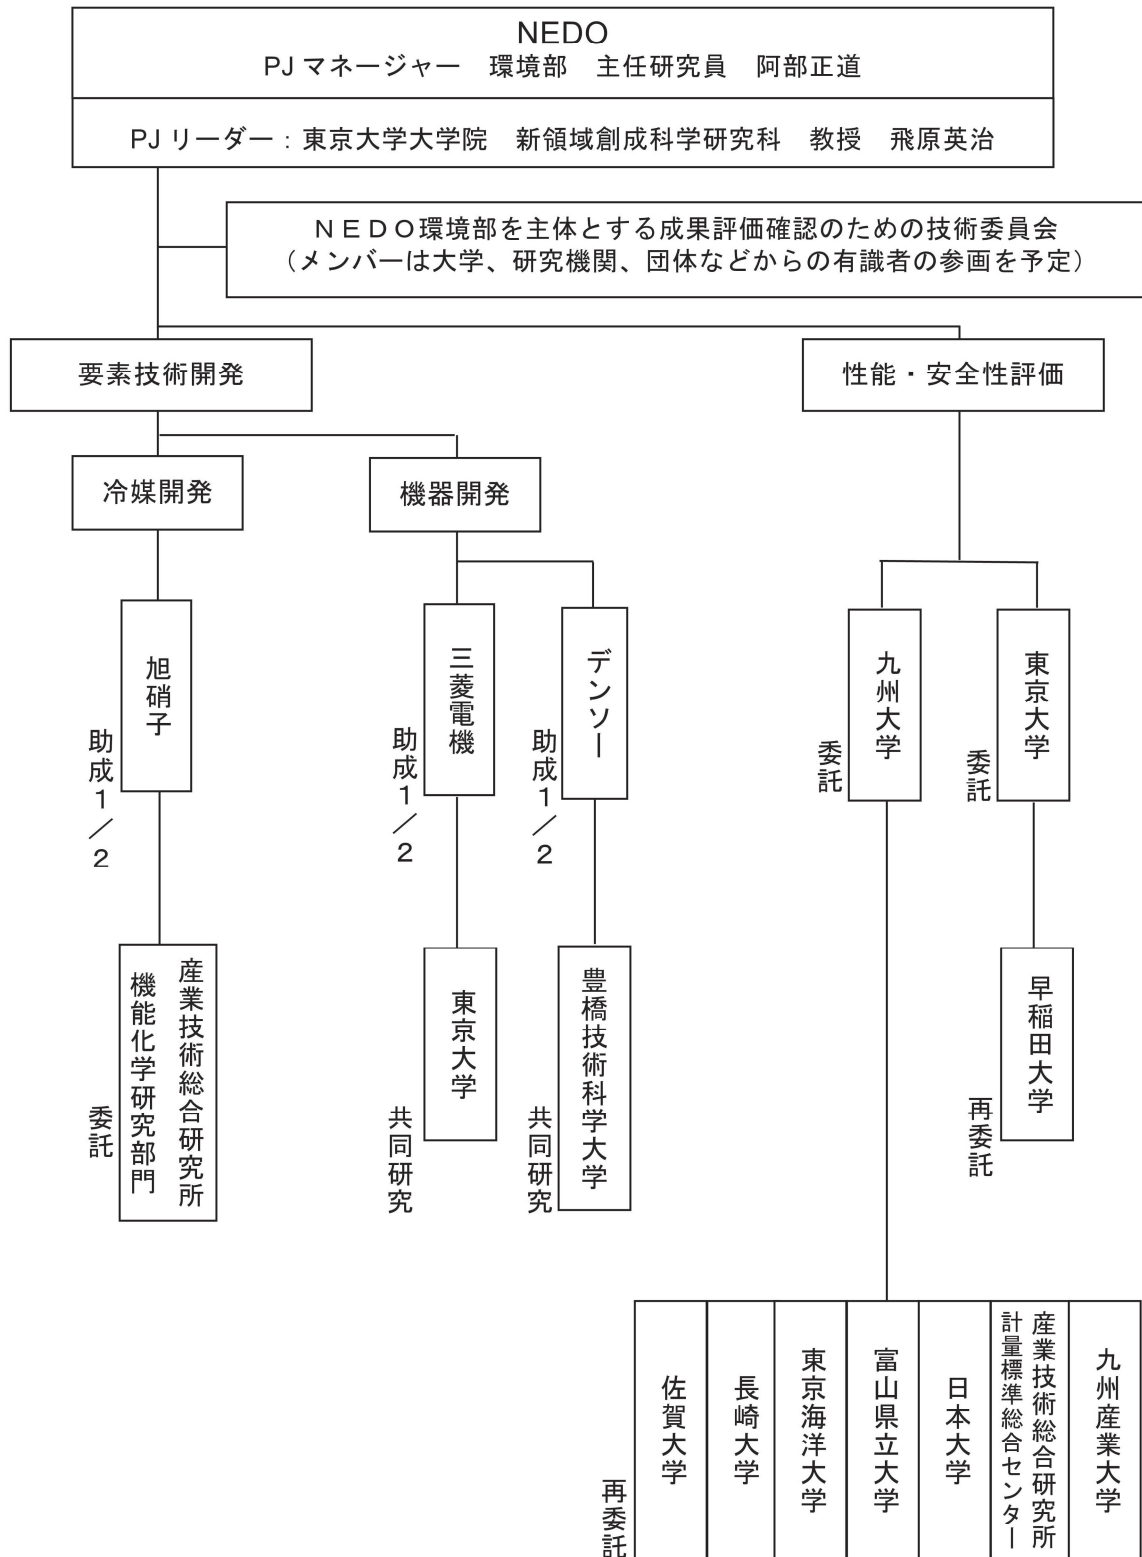 NEDO
PJ マネージャー 環境部 主任研究員 阿部正道
PJ リーダー：東京大学大学院 新領域創成科学研究科 教授 飛原英治
ＮＥＤＯ環境部を主体とする成果評価確認のための技術委員会
（メンバーは大学、研究機関、団体などからの有識者の参画を予定）
要素技術開発
性能・安全性評価
冷媒開発
機器開発
旭硝子
助成１／２
三菱電機
助成１／２
デンソー
助成１／２
九州大学
委託
東京大学
委託
産業技術総合研究所
機能化学研究部門
委託
東京大学
共同研究
豊橋技術科学大学
共同研究
早稲田大学
再委託
佐賀大学
長崎大学
東京海洋大学
富山県立大学
日本大学
産業技術総合研究所
計量標準総合センター
九州産業大学
再委託